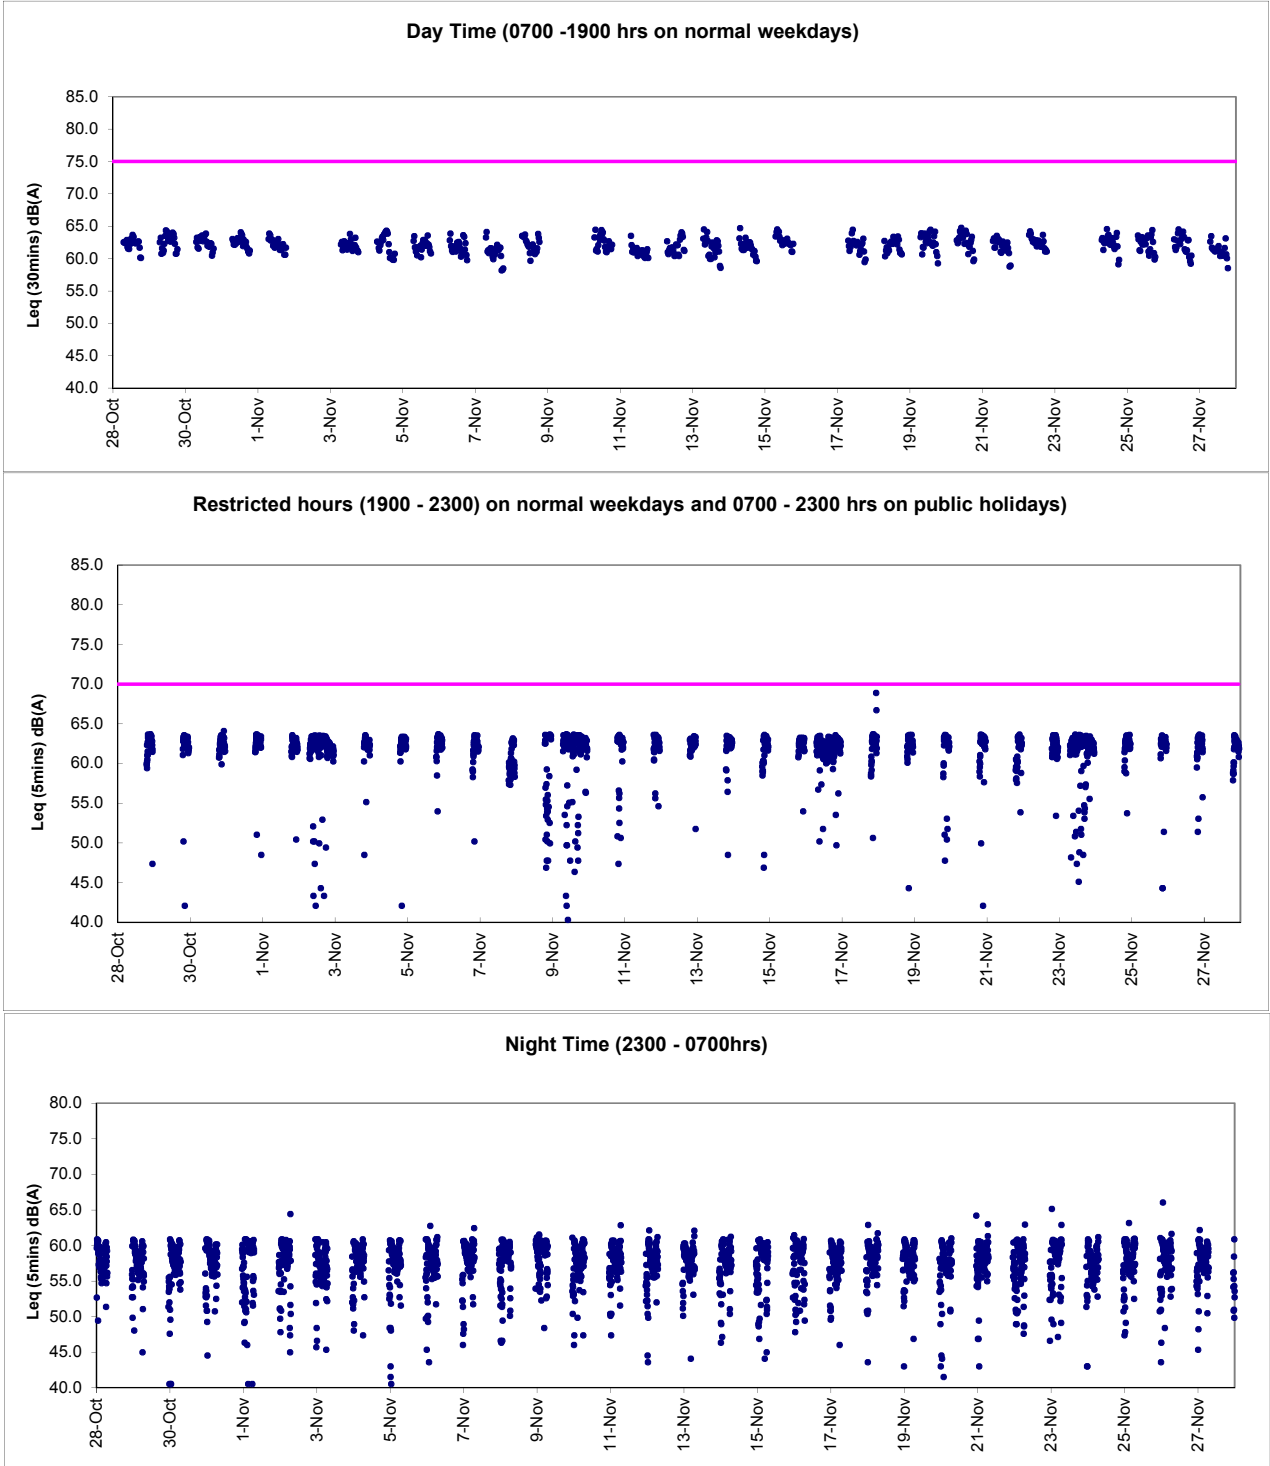 Day Time (0700 -1900 hrs on normal weekdays)
85.0
80.0
75.0
70.0
65.0
60.0
55.0
50.0
45.0
40.0
Leq (30mins) dB(A)
28-Oct
30-Oct
1-Nov
3-Nov
5-Nov
7-Nov
9-Nov
11-Nov
13-Nov
15-Nov
17-Nov
19-Nov
21-Nov
23-Nov
25-Nov
27-Nov
Restricted hours (1900 - 2300) on normal weekdays and 0700 - 2300 hrs on public holidays)
85.0
80.0
75.0
70.0
65.0
60.0
55.0
50.0
45.0
40.0
Leq (5mins) dB(A)
28-Oct
30-Oct
1-Nov
3-Nov
5-Nov
7-Nov
9-Nov
11-Nov
13-Nov
15-Nov
17-Nov
19-Nov
21-Nov
23-Nov
25-Nov
27-Nov
Night Time (2300 - 0700hrs)
80.0
75.0
70.0
65.0
60.0
55.0
50.0
45.0
40.0
Leq (5mins) dB(A)
28-Oct
30-Oct
1-Nov
3-Nov
5-Nov
7-Nov
9-Nov
11-Nov
13-Nov
15-Nov
17-Nov
19-Nov
21-Nov
23-Nov
25-Nov
27-Nov